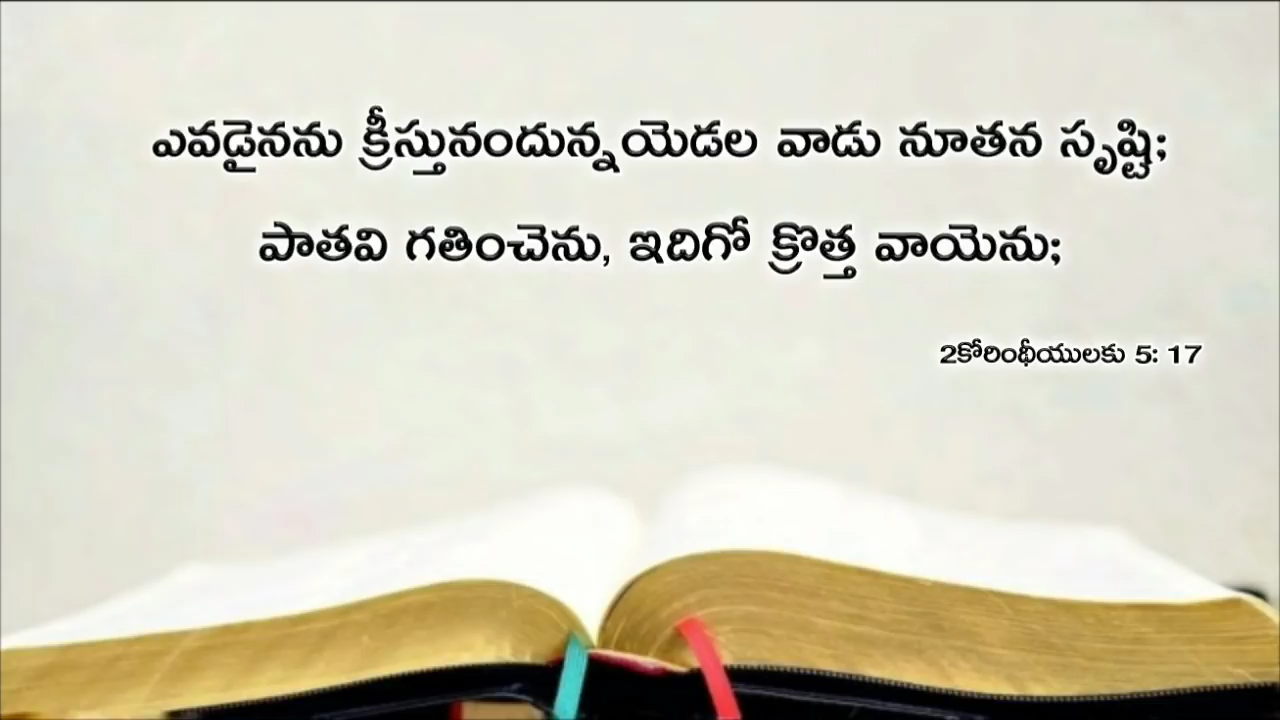 ఎవడైనను క్రీస్తునందున్నయెడల వాడు నూతన సృష్టి;
పాతవి గతించెను, ఇదిగో క్రొత్త వాయెను;
2కోరింథీయులకు 5: 17